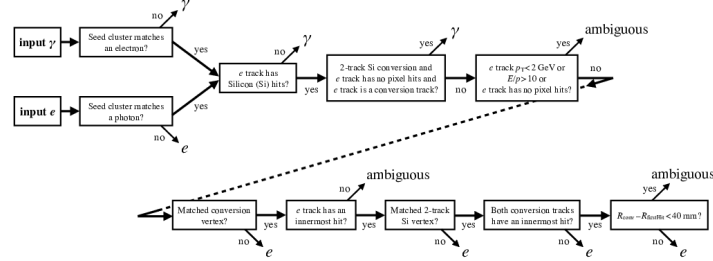 no
γ
input γ
Seed cluster matches
an electron?
yes
input e
Seed cluster matches
a photon?
yes
no
e
no
γ
e track has
Silicon (Si) hits?
yes
yes
γ
2-track Si conversion and
e track has no pixel hits and
e track is a conversion track?
no
yes
ambiguous
e track pT<2 GeV or
E/p>10 or
e track has no pixel hits?
no
Matched conversion
vertex?
yes
no
e
no
ambiguous
e track has an
innermost hit?
yes
Matched 2-track
Si vertex?
yes
no
e
Both conversion tracks
have an innermost hit?
yes
no
e
yes
ambiguous
Rconv −RfirstHit<40 mm?
no
e